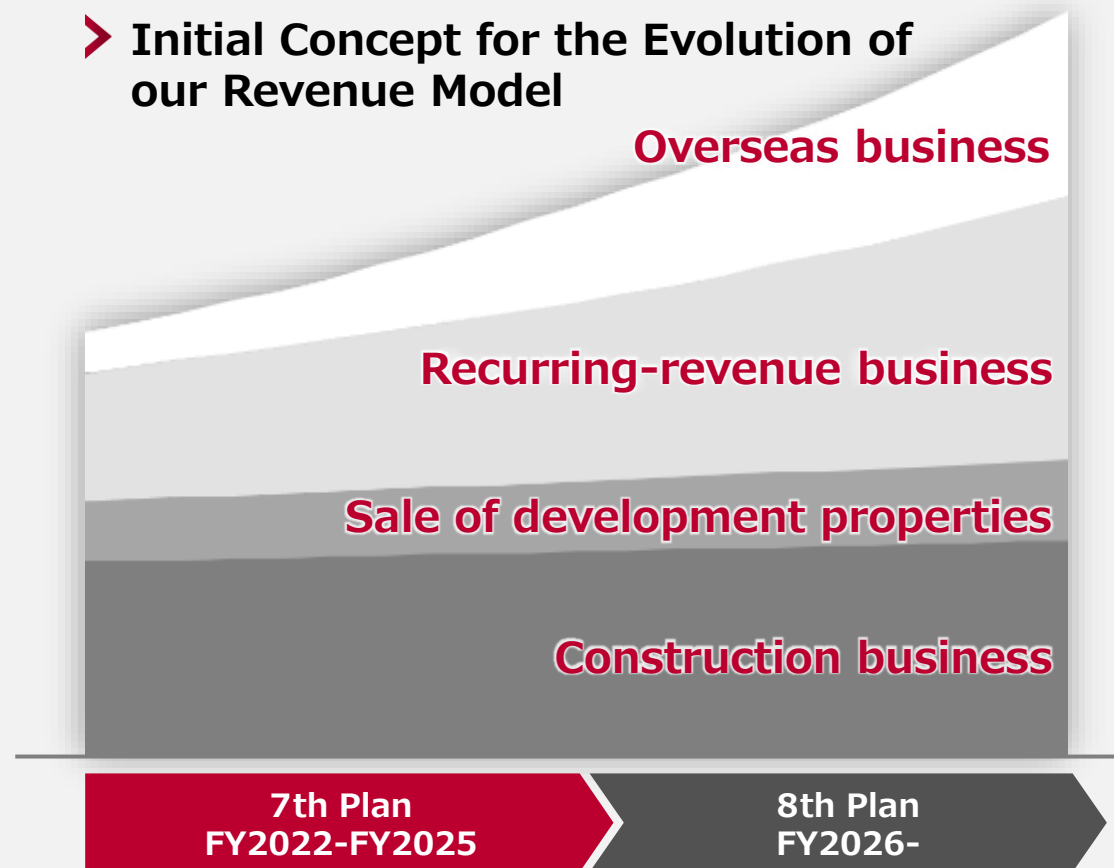 Initial Concept for the Evolution of
our Revenue Model
Overseas business
Recurring-revenue business
Sale of development properties
Construction business
7th Plan
FY2022-FY2025
8th Plan
FY2026-